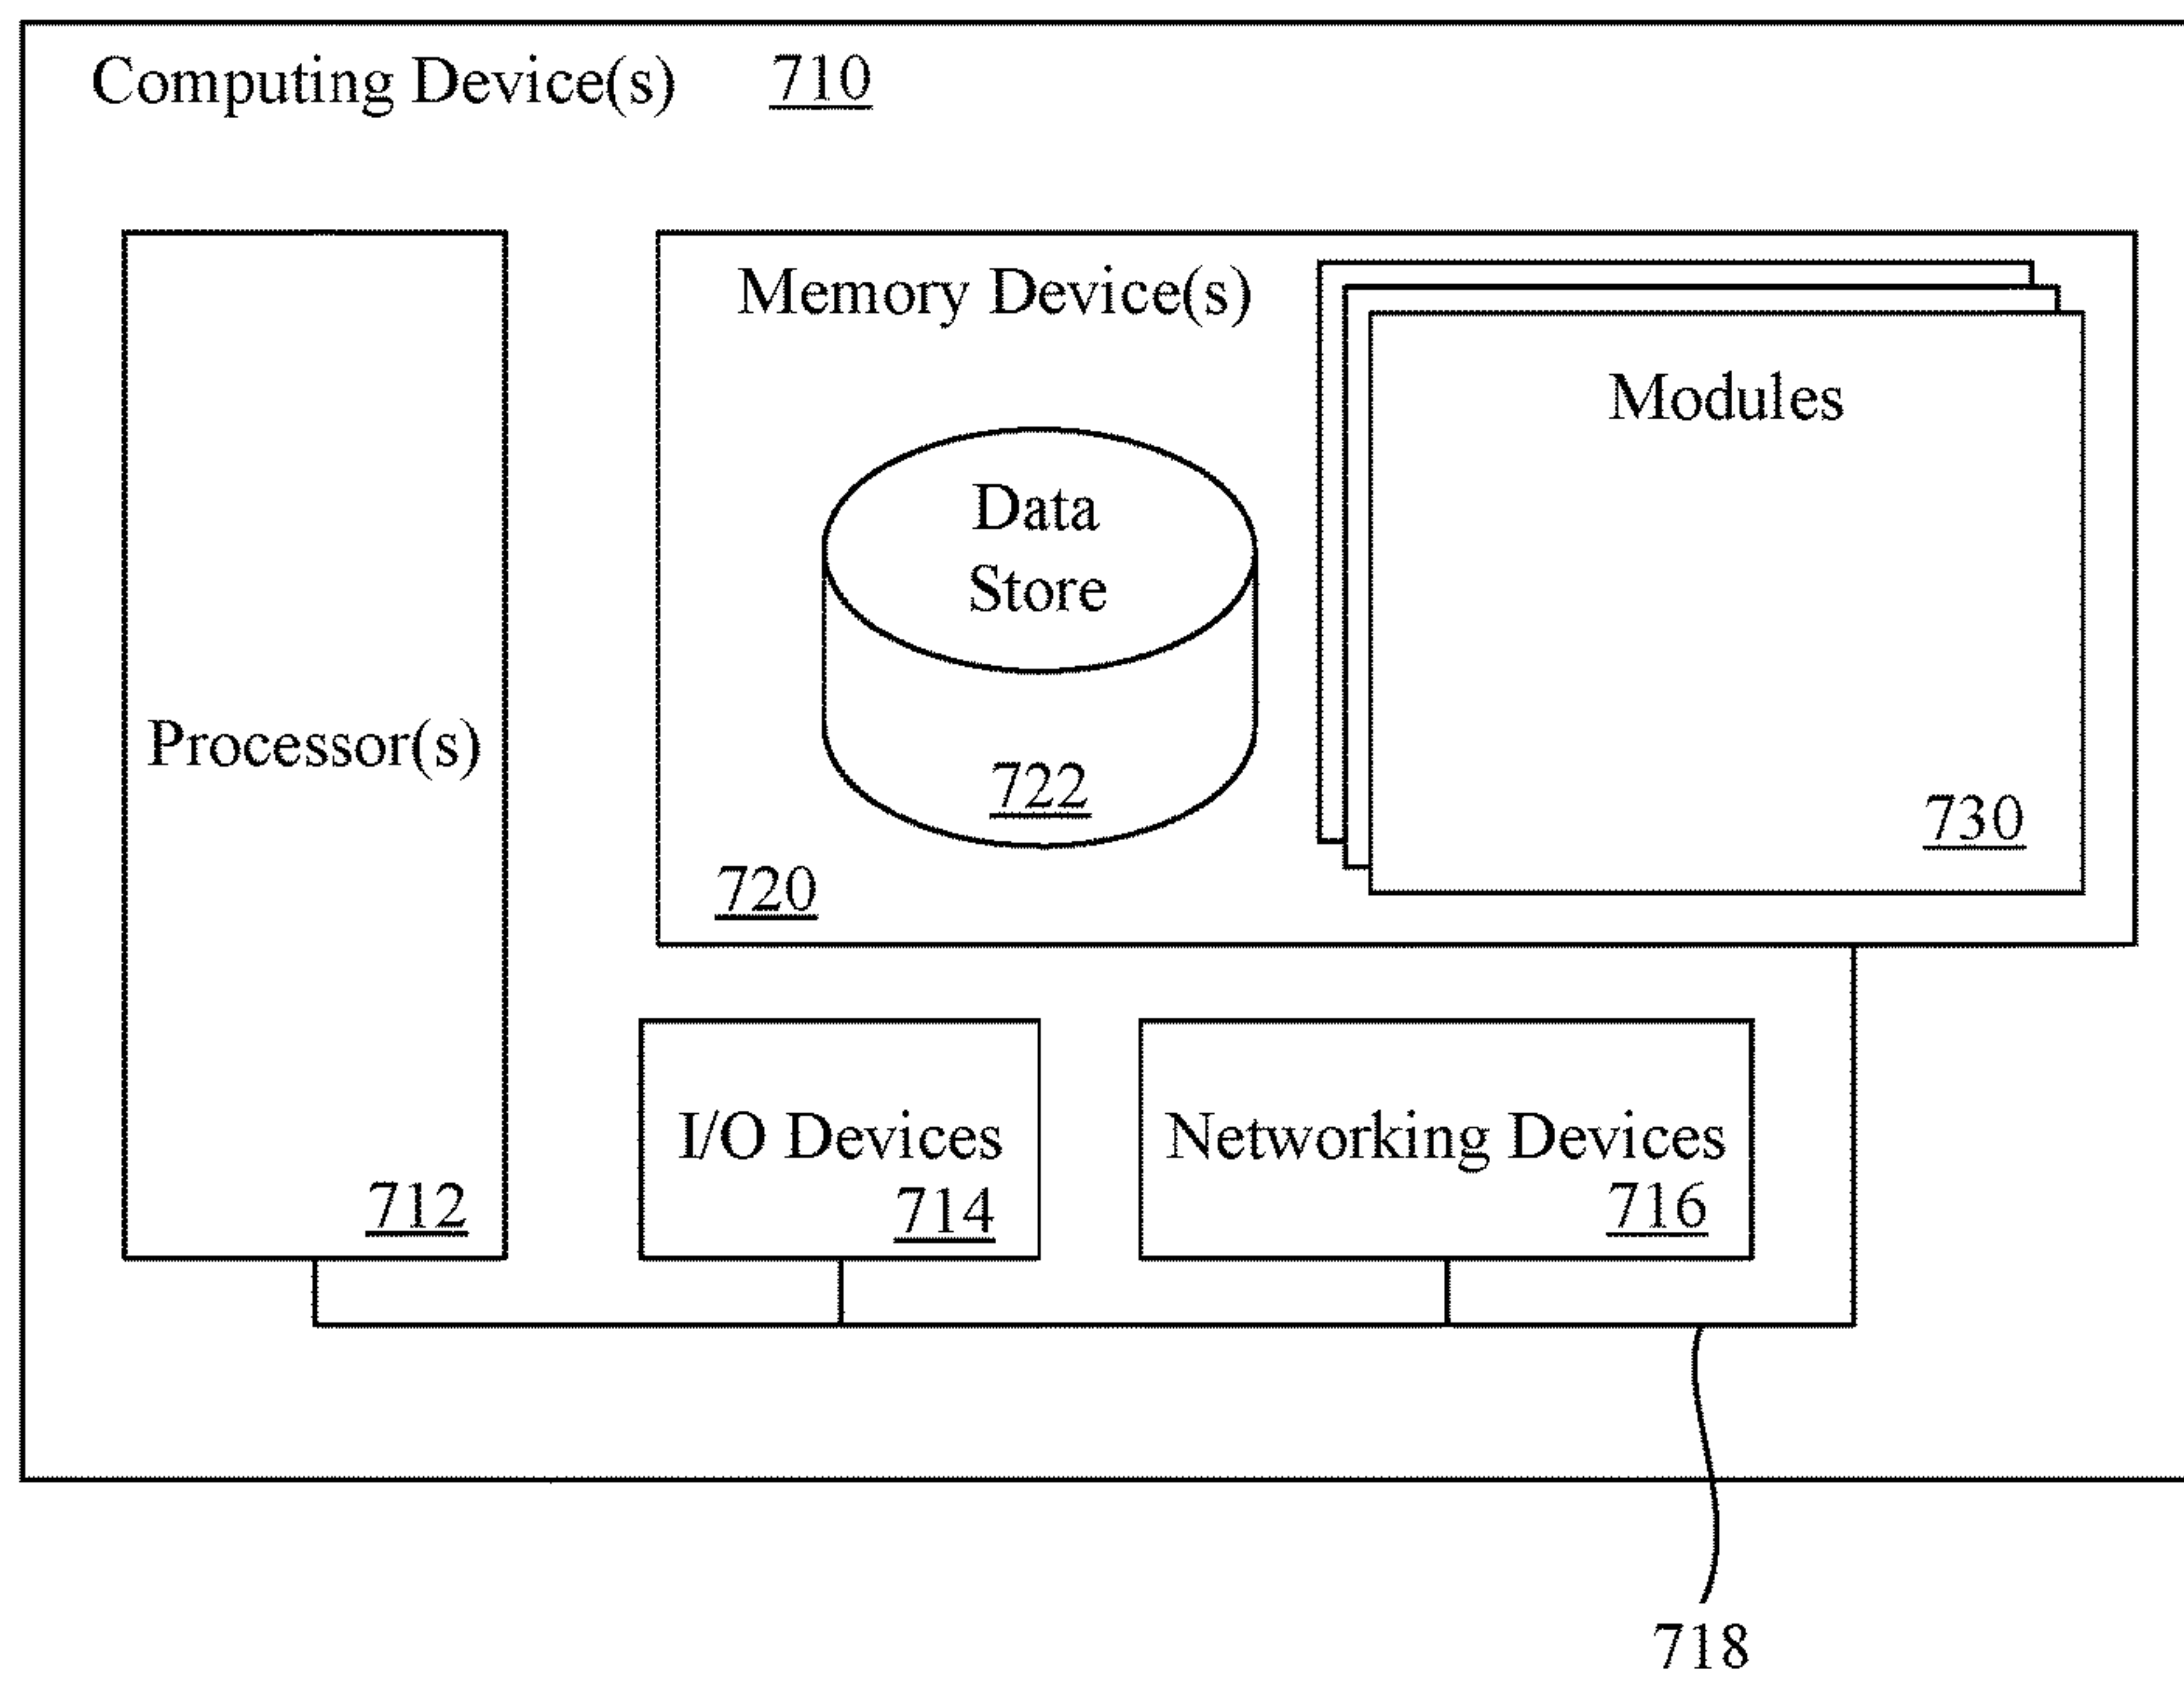 Computing Device(s) 710
Memory Device(s)
Modules
Data
Store
Processor(s)
722
730
720
I/O Devices
Networking Devices
712
714
716
718